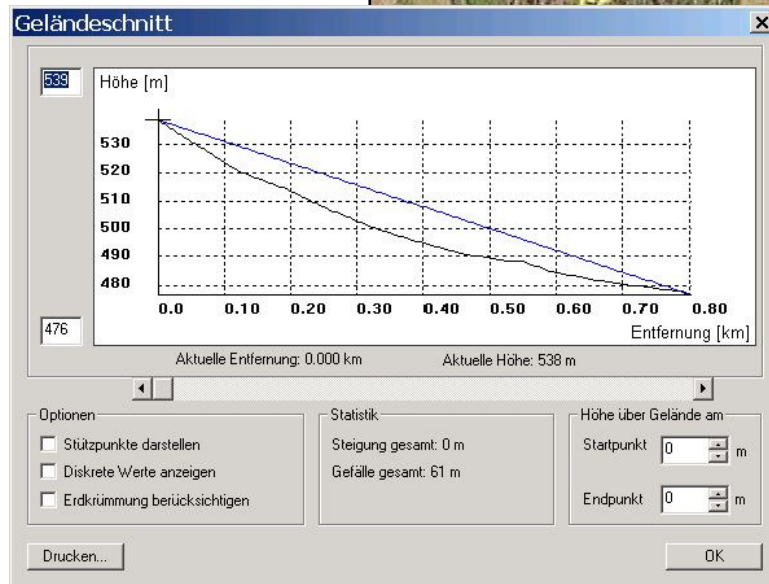 Geländeschnitt
539
Höhe [m]
530
520
510
500
490
480
0.0 0.10 0.20 0.30 0.40 0.50 0.60 0.70 0.80
476
Entfernung [km]
Aktuelle Entfernung: 0.000 km Aktuelle Höhe: 538 m
Optionen
Stützpunkte darstellen
Diskrete Werte anzeigen
Erdkrümmung berücksichtigen
Statistik
Steigung gesamt: 0 m
Gefälle gesamt: 61 m
Höhe über Gelände am
Startpunkt 0 m
Endpunkt 0 m
Drucken...
OK